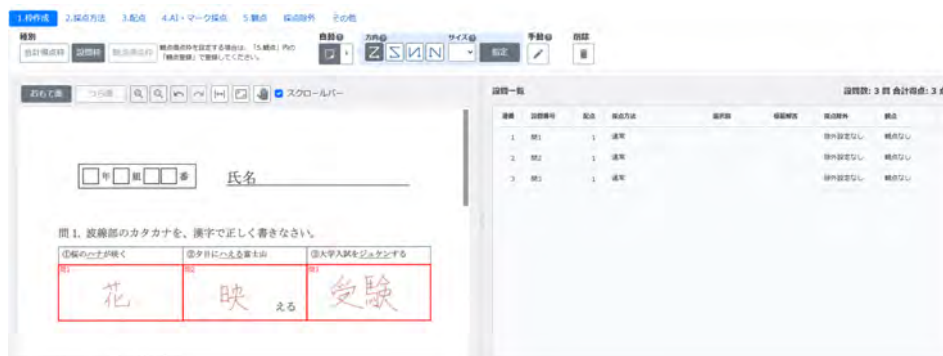 1.枠作成 2.採点方法 3.配点 4.AI・マーク採点 5.観点 採点除外 その他
種別
合計得点枠 設問枠 観点得点枠
観点得点枠を設定する場合は、「5.観点」内の
「観点登録」で登録してください。
自動 方向 サイズ 手動 削除
指定
おもて面 うら面 スクロールバー
設問一覧 設問数: 3 問 合計得点: 3
連番 設問番号 配点 採点方法 選択肢 模範解答 採点除外 観点
1 問1 1 通常 除外設定なし 観点なし
2 問2 1 通常 除外設定なし 観点なし
3 問3 1 通常 除外設定なし 観点なし
年 組 番 氏名
問 1. 波線部のカタカナを、漢字で正しく書きなさい。
①桜のハナが咲く ②夕日にハえる富士山 ③大学入試をジュケンする
問1 問2 問3
花 映 える 受験